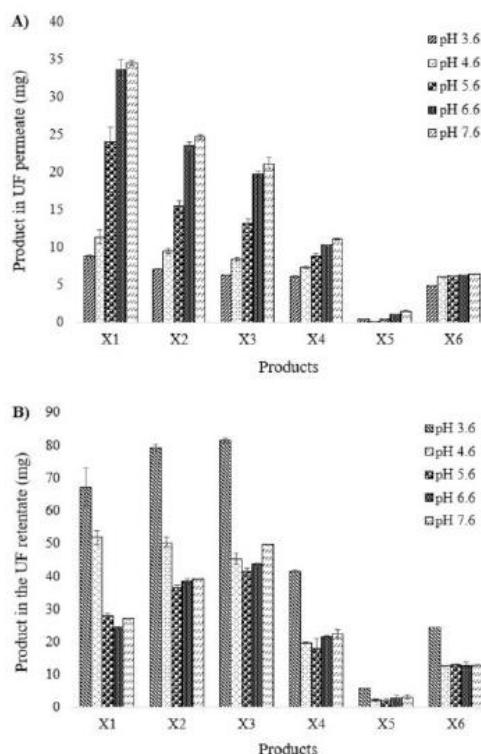 A)
40
35
30
25
20
15
10
5
0
Product in UF permeate (mg)
pH 3.6
pH 4.6
pH 5.6
pH 6.6
pH 7.6
X1 X2 X3 X4 X5 X6
Products
B)
90
80
70
60
50
40
30
20
10
0
Product in the UF retentate (mg)
pH 3.6
pH 4.6
pH 5.6
pH 6.6
pH 7.6
X1 X2 X3 X4 X5 X6
Products